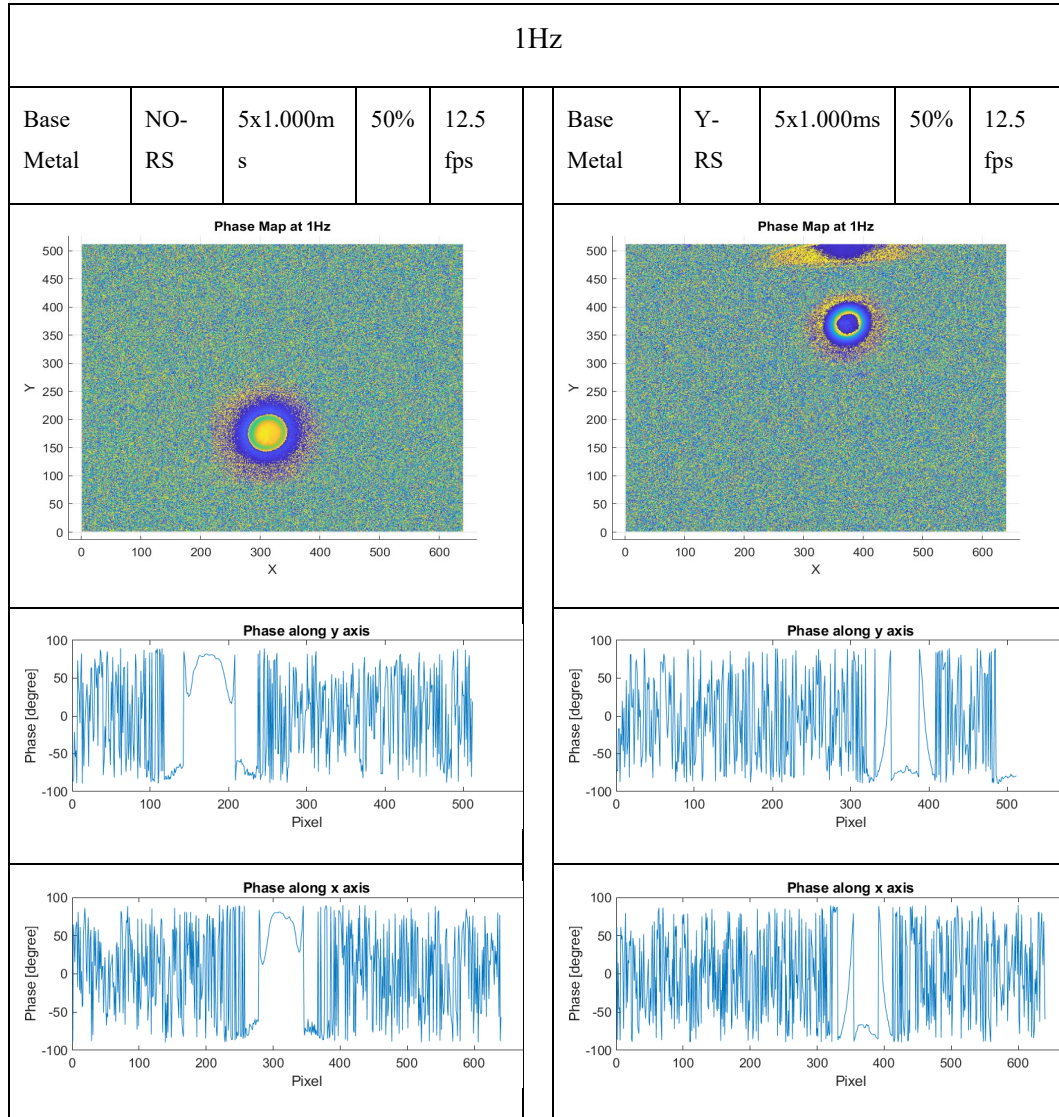 1Hz
Base Metal NO-RS 5x1.000ms 50% 12.5 fps
Base Metal Y-RS 5x1.000ms 50% 12.5 fps
Phase Map at 1Hz
500
450
400
350
300
250
200
150
100
50
0
Y
0 100 200 300 400 500 600
X
Phase Map at 1Hz
500
450
400
350
300
250
200
150
100
50
0
Y
0 100 200 300 400 500 600
X
Phase along y axis
100
50
0
-50
-100
Phase [degree]
0 100 200 300 400 500
Pixel
Phase along y axis
100
50
0
-50
-100
Phase [degree]
0 100 200 300 400 500
Pixel
Phase along x axis
100
50
0
-50
-100
Phase [degree]
0 100 200 300 400 500 600
Pixel
Phase along x axis
100
50
0
-50
-100
Phase [degree]
0 100 200 300 400 500 600
Pixel